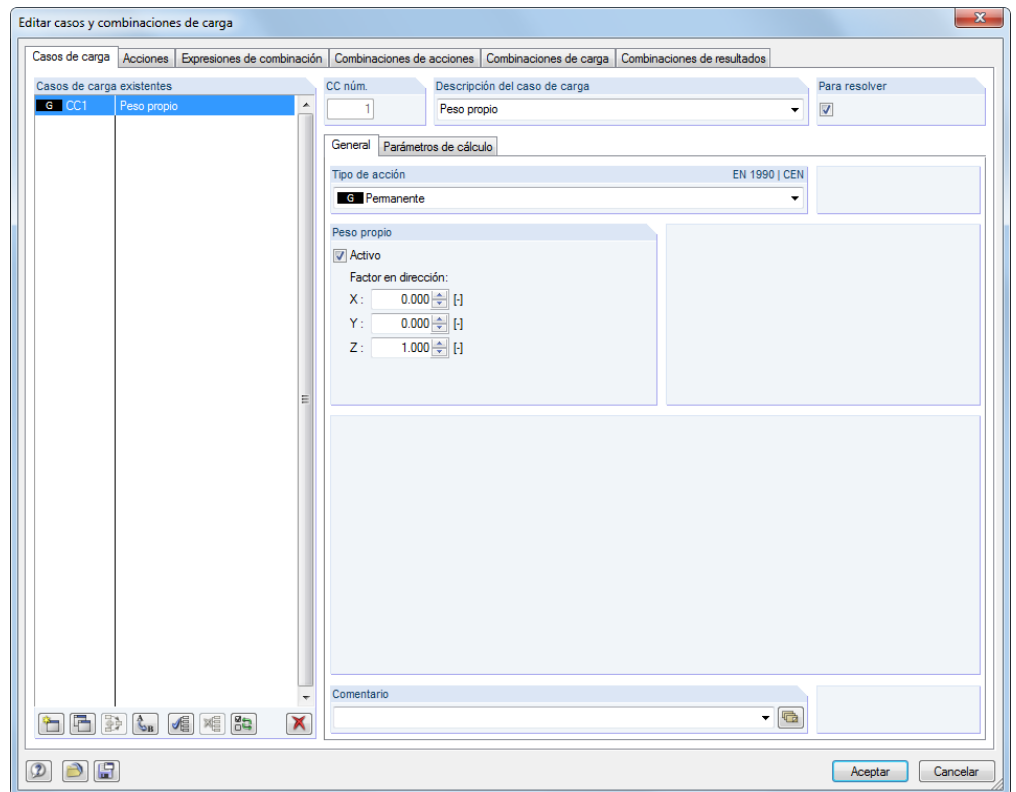 Editar casos y combinaciones de carga
Casos de carga Acciones Expresiones de combinación Combinaciones de acciones Combinaciones de carga Combinaciones de resultados
Casos de carga existentes
G CC1 Peso propio
CC núm.
1
Descripción del caso de carga
Peso propio
Para resolver
General Parámetros de cálculo
Tipo de acción EN 1990 | CEN
G Permanente
Peso propio
Activo
Factor en dirección:
X : 0.000 [-]
Y : 0.000 [-]
Z : 1.000 [-]
Comentario
Aceptar Cancelar